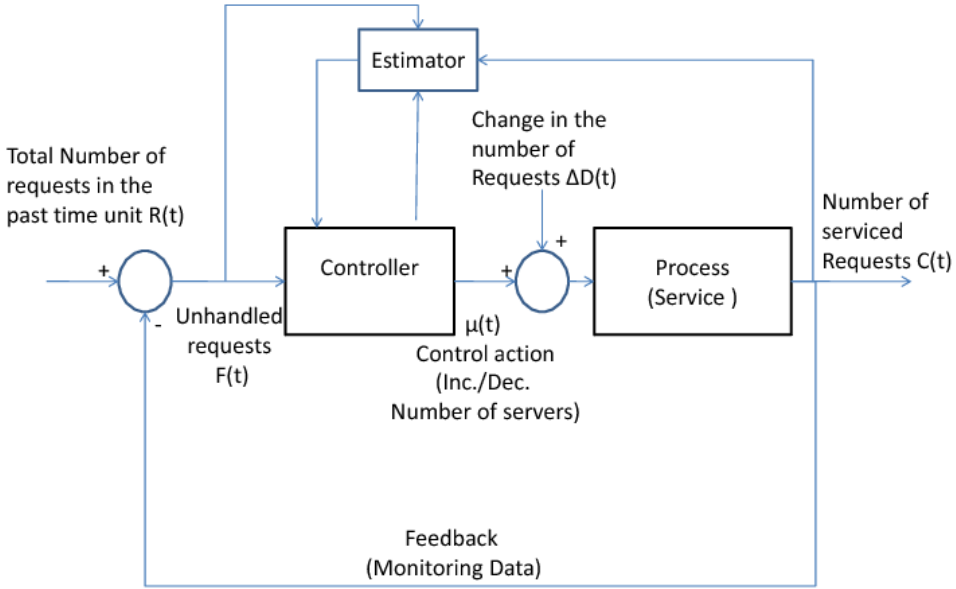 Estimator
Change in the
number of
Requests ΔD(t)
Total Number of
requests in the
past time unit R(t)
Number of
serviced
Requests C(t)
+
-
Unhandled
requests
F(t)
Controller
+
+
μ(t)
Control action
(Inc./Dec.
Number of servers)
Process
(Service )
Feedback
(Monitoring Data)